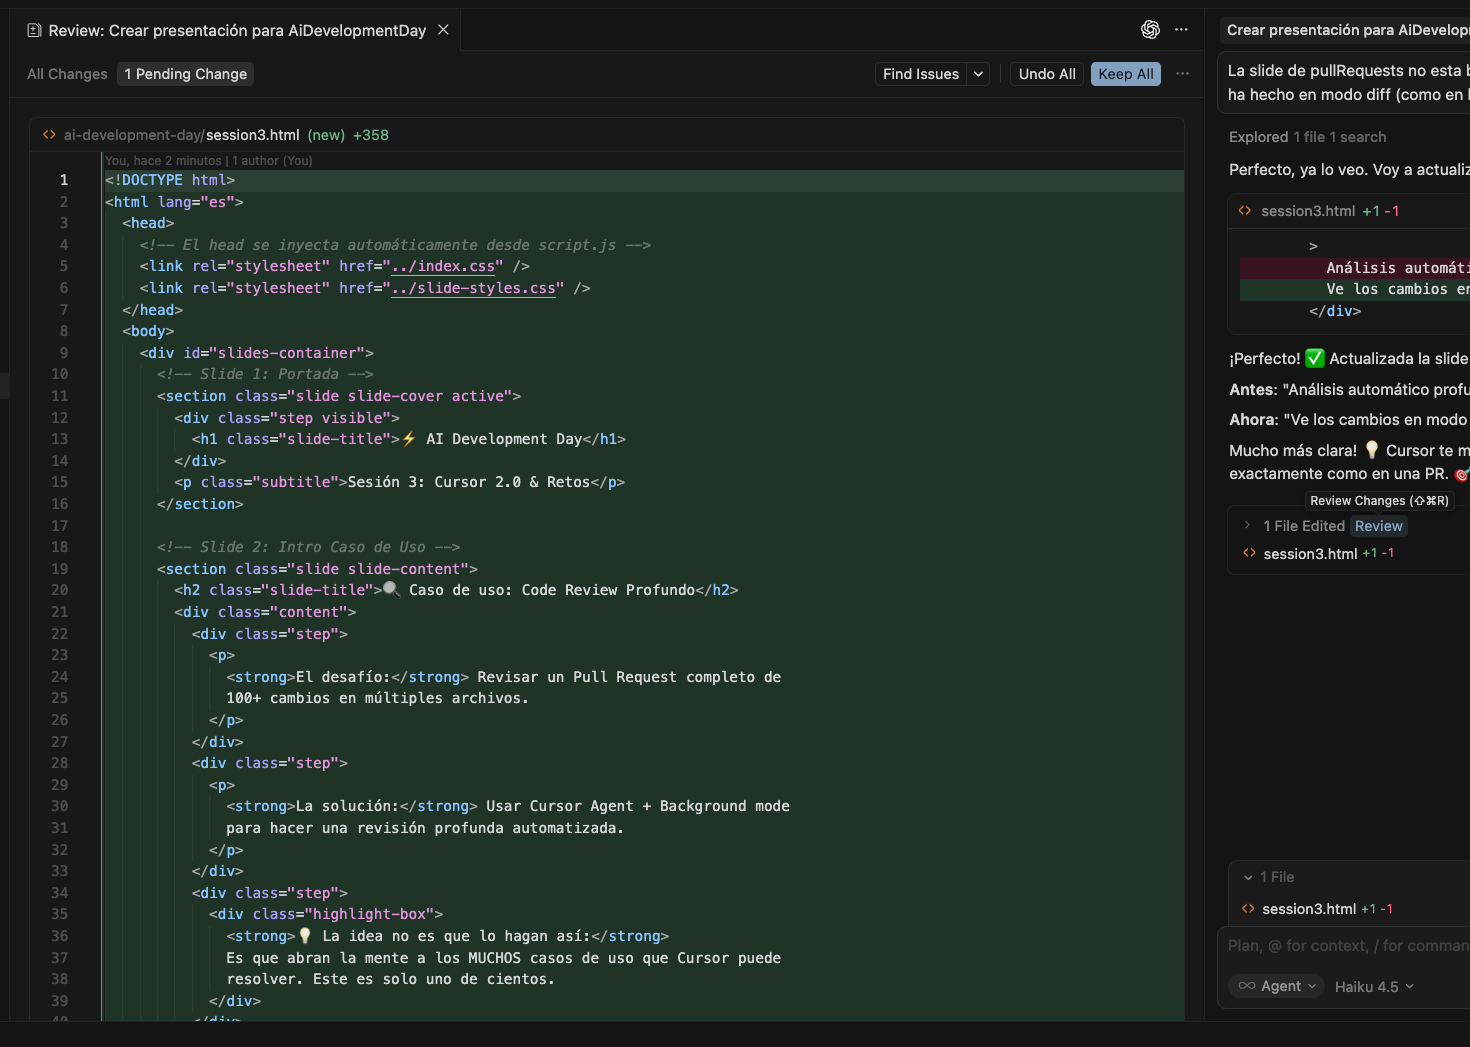 Review: Crear presentación para AiDevelopmentDay
All Changes 1 Pending Change Find Issues Undo All Keep All
ai-development-day/session3.html (new) +358
You, hace 2 minutos | 1 author (You)
1 <!DOCTYPE html>
2 <html lang="es">
3 <head>
4 <!-- El head se inyecta automáticamente desde script.js -->
5 <link rel="stylesheet" href="../index.css" />
6 <link rel="stylesheet" href="../slide-styles.css" />
7 </head>
8 <body>
9 <div id="slides-container">
10 <!-- Slide 1: Portada -->
11 <section class="slide slide-cover active">
12 <div class="step visible">
13 <h1 class="slide-title">⚡ AI Development Day</h1>
14 </div>
15 <p class="subtitle">Sesión 3: Cursor 2.0 & Retos</p>
16 </section>
17
18 <!-- Slide 2: Intro Caso de Uso -->
19 <section class="slide slide-content">
20 <h2 class="slide-title">🔍 Caso de uso: Code Review Profundo</h2>
21 <div class="content">
22 <div class="step">
23 <p>
24 <strong>El desafío:</strong> Revisar un Pull Request completo de
25 100+ cambios en múltiples archivos.
26 </p>
27 </div>
28 <div class="step">
29 <p>
30 <strong>La solución:</strong> Usar Cursor Agent + Background mode
31 para hacer una revisión profunda automatizada.
32 </p>
33 </div>
34 <div class="step">
35 <div class="highlight-box">
36 <strong>💡 La idea no es que lo hagan así:</strong>
37 Es que abran la mente a los MUCHOS casos de uso que Cursor puede
38 resolver. Este es solo uno de cientos.
39 </div>
40 </div>
Crear presentación para AiDevelop
La slide de pullRequests no esta
ha hecho en modo diff (como en
Explored 1 file 1 search
Perfecto, ya lo veo. Voy a actualiz
session3.html +1 -1
>
Análisis automáti
Ve los cambios en
</div>
¡Perfecto! ✅ Actualizada la slide
Antes: "Análisis automático profu
Ahora: "Ve los cambios en modo
Mucho más clara! 💡 Cursor te m
exactamente como en una PR. 🎯
Review Changes (⇧⌘R)
1 File Edited Review
session3.html +1 -1
1 File
session3.html +1 -1
Plan, @ for context, / for comman
Agent Haiku 4.5